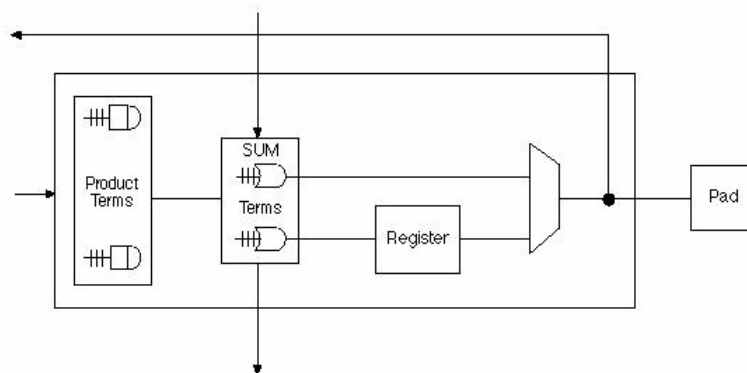 SUM
Product
Terms
Terms
Register
Pad